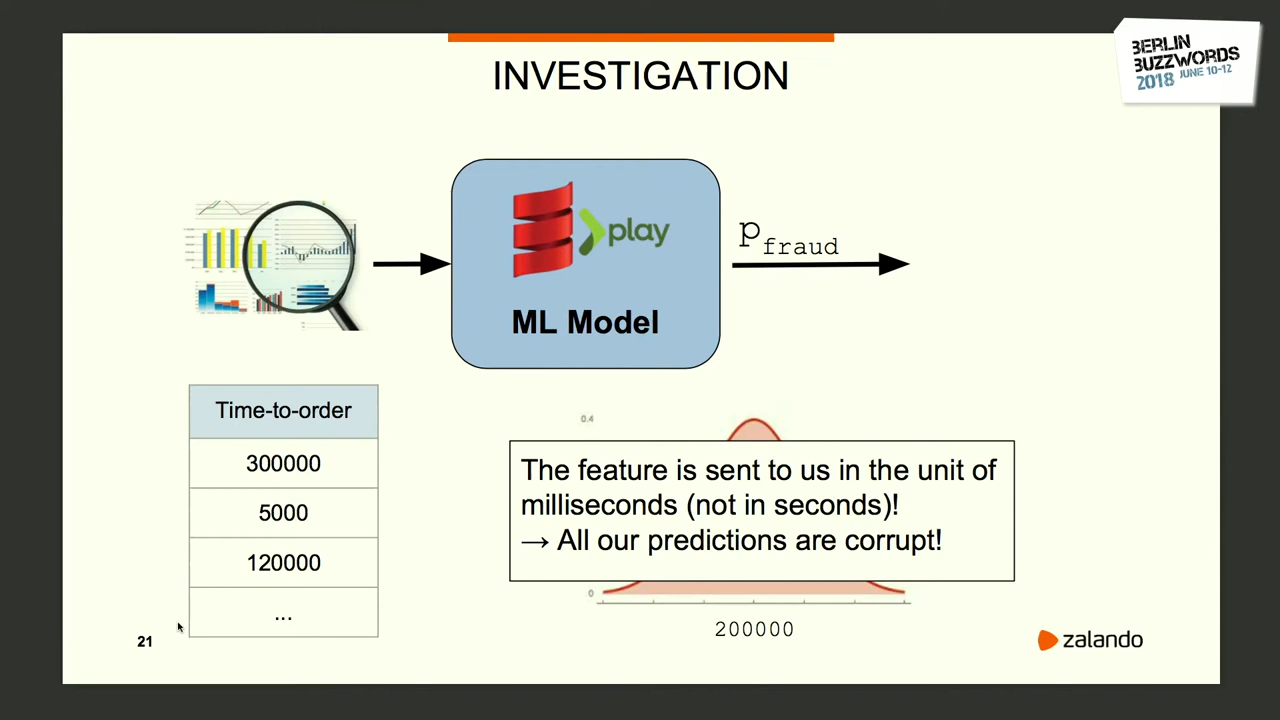 BERLIN
BUZZWORDS
2018 JUNE 10-12
INVESTIGATION
play
ML Model
p fraud
Time-to-order
300000
5000
120000
...
0.4
The feature is sent to us in the unit of
milliseconds (not in seconds)!
→ All our predictions are corrupt!
0
200000
21
zalando